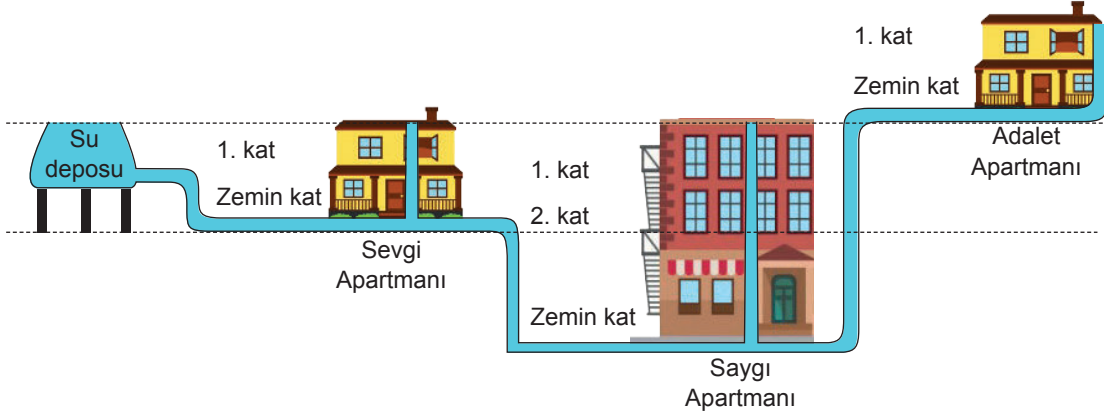 Su
deposu
1. kat
Zemin kat
Sevgi
Apartmanı
1. kat
2. kat
Zemin kat
Saygı
Apartmanı
1. kat
Zemin kat
Adalet
Apartmanı